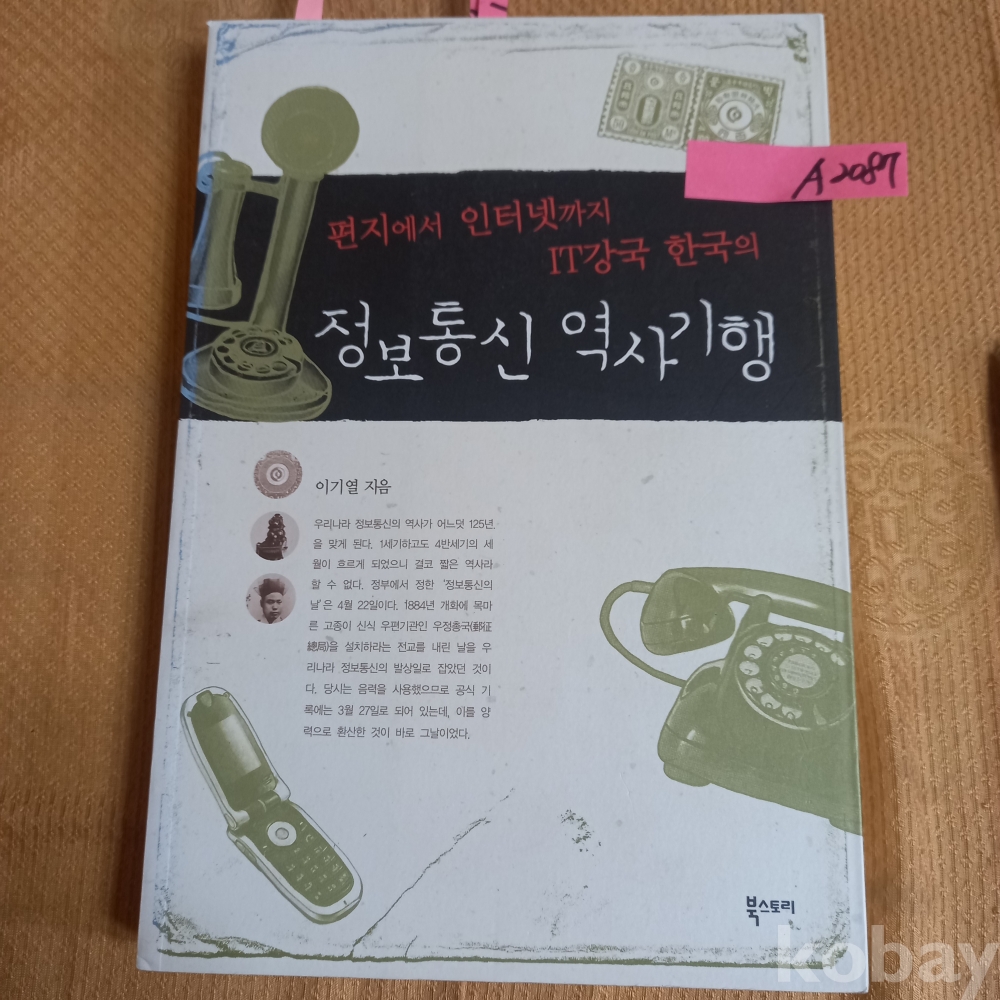 A2087
편지에서 인터넷까지
IT강국 한국의
정보통신 역사기행
이기열 지음
우리나라 정보통신의 역사가 어느덧 125년
을 맞게 된다. 1세기하고도 4반세기의 세
월이 흐르게 되었으니 결코 짧은 역사라
할 수 없다. 정부에서 정한 '정보통신의
날'은 4월 22일이다. 1884년 개화에 목마
른 고종이 신식 우편기관인 우정총국(郵征
總局)을 설치하라는 전교를 내린 날을 우
리나라 정보통신의 발상일로 잡았던 것이
다. 당시는 음력을 사용했으므로 공식 기
록에는 3월 27일로 되어 있는데, 이를 양
력으로 환산한 것이 바로 그날이었다.
북스토리
kobay